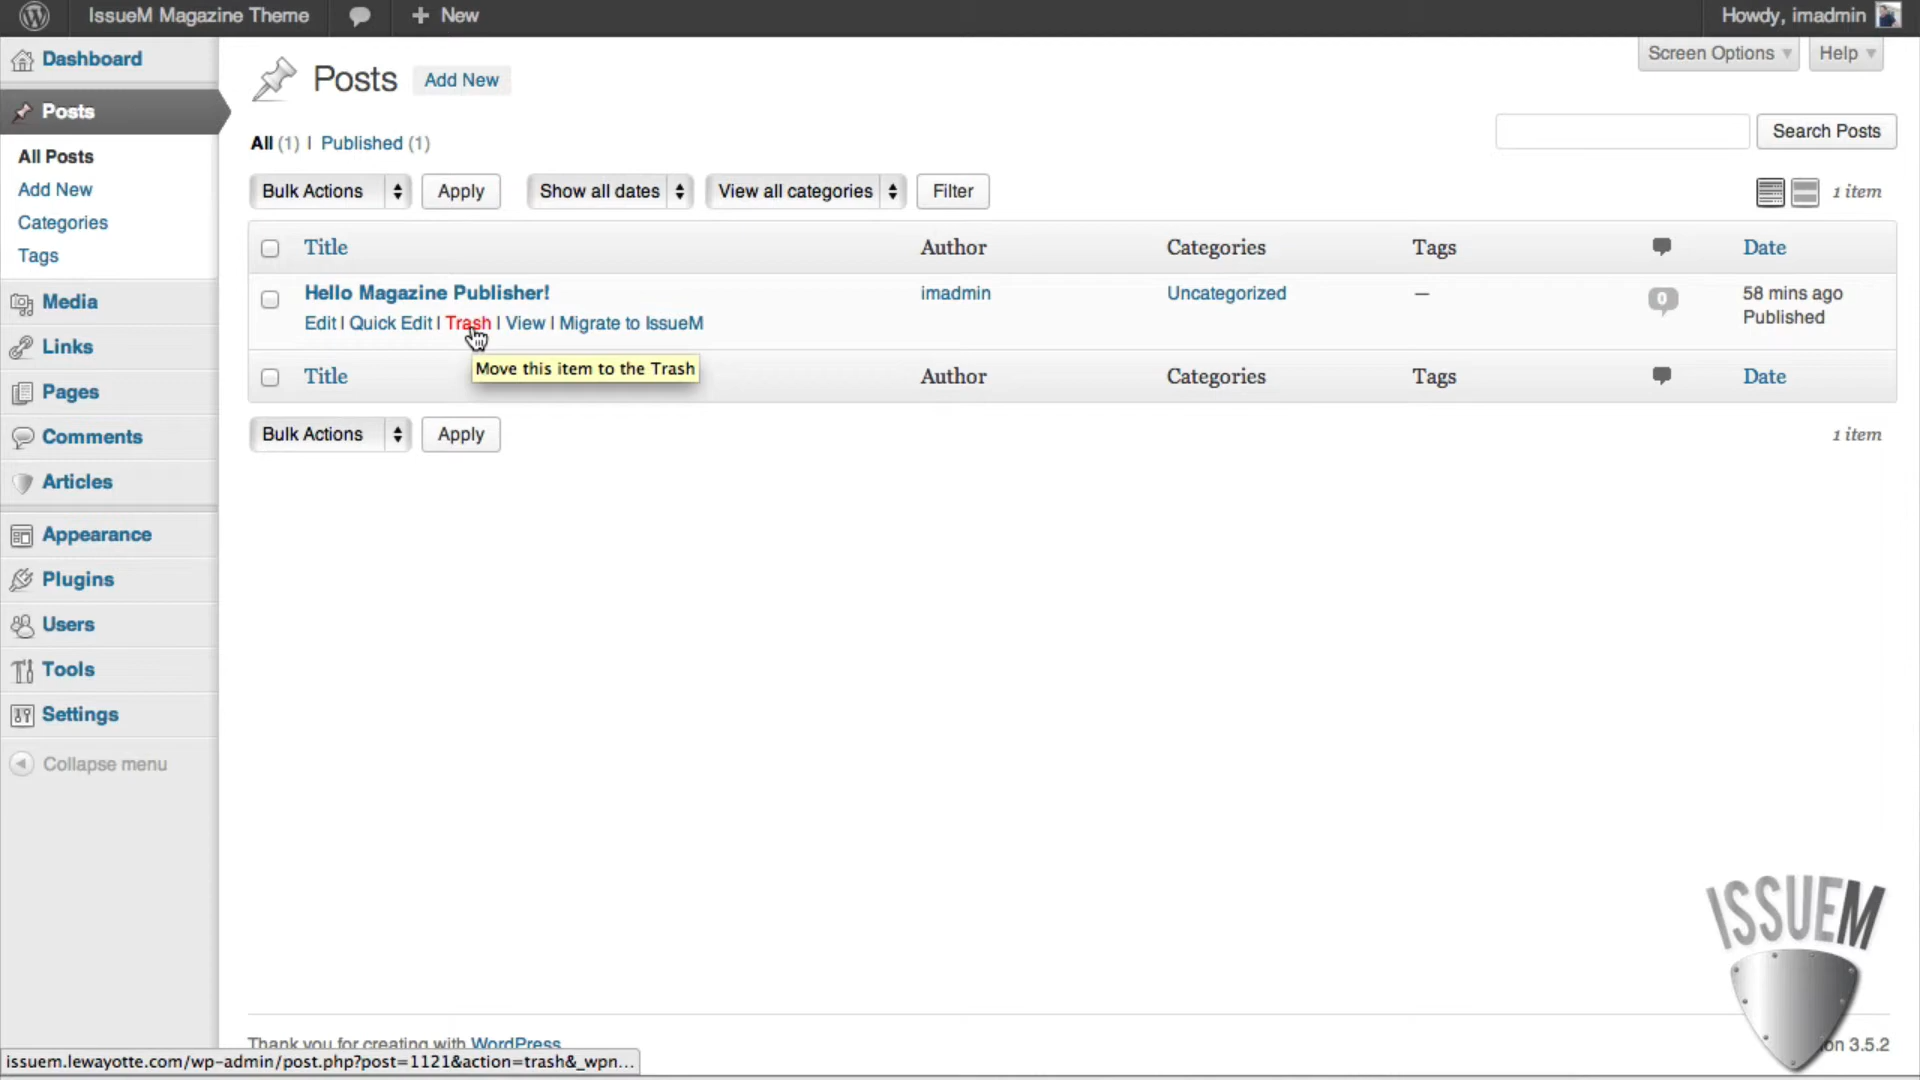 IssueM Magazine Theme
New
Howdy, imadmin
Dashboard
Posts
All Posts
Add New
Categories
Tags
Media
Links
Pages
Comments
Articles
Appearance
Plugins
Users
Tools
Settings
Collapse menu
Screen Options
Help
Posts Add New
All (1) | Published (1)
Search Posts
Bulk Actions Apply Show all dates View all categories Filter 1 item
Title Author Categories Tags Date
Hello Magazine Publisher! imadmin Uncategorized — 0 58 mins ago
Published
Edit | Quick Edit | Trash | View | Migrate to IssueM
Move this item to the Trash
Title Author Categories Tags Date
Bulk Actions Apply 1 item
ISSUEM
Thank you for creating with WordPress
3.5.2
issuem.lewayotte.com/wp-admin/post.php?post=1121&action=trash&_wpn...